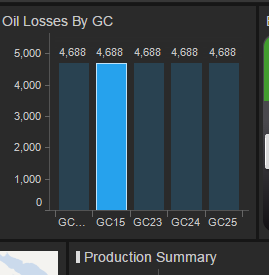 Oil Losses By GC
5,000
4,688 4,688 4,688 4,688 4,688
4,000
3,000
2,000
1,000
0
GC... GC15 GC23 GC24 GC25
Production Summary